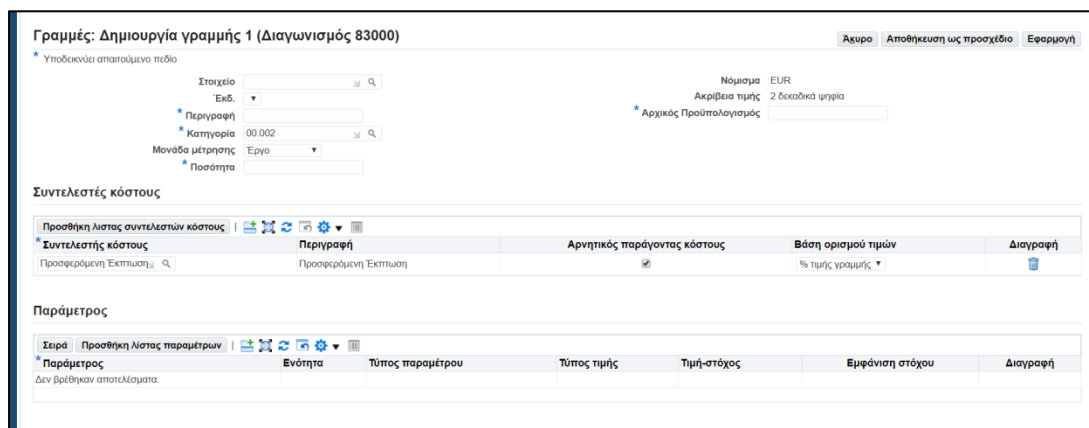 Γραμμές: Δημιουργία γραμμής 1 (Διαγωνισμός 83000)
Άκυρο Αποθήκευση ως προσχέδιο Εφαρμογή
* Υποδεικνύει απαιτούμενο πεδίο
Στοιχείο
Έκδ.
* Περιγραφή
* Κατηγορία 00.002
Μονάδα μέτρησης Έργο
* Ποσότητα
Νόμισμα EUR
Ακρίβεια τιμής 2 δεκαδικά ψηφία
* Αρχικός Προϋπολογισμός
Συντελεστές κόστους
Προσθήκη λιστας συντελεστών κόστους
* Συντελεστής κόστους Περιγραφή Αρνητικός παράγοντας κόστους Βάση ορισμού τιμών Διαγραφή
Προσφερόμενη Έκπτωση Προσφερόμενη Έκπτωση % τιμής γραμμής
Παράμετρος
Σειρά Προσθήκη λίστας παραμέτρων
* Παράμετρος Ενότητα Τύπος παραμέτρου Τύπος τιμής Τιμή-στόχος Εμφάνιση στόχου Διαγραφή
Δεν βρέθηκαν αποτελέσματα.